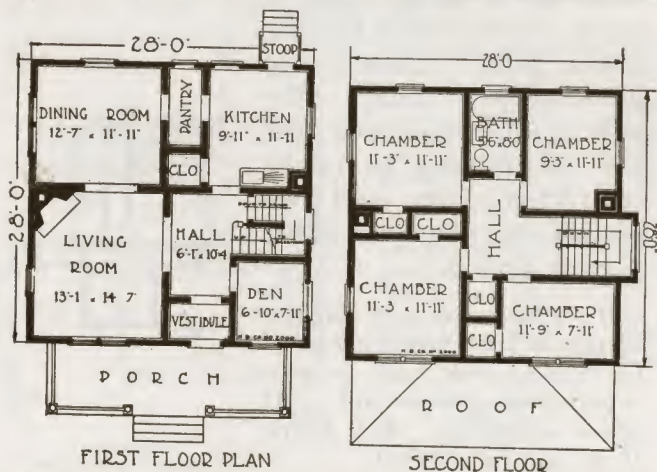 28'-0"
STOOP
DINING ROOM
12'-7" x 11'-11"
PANTRY
KITCHEN
9'-11" x 11-11
CLO
28'-0"
LIVING
ROOM
13'-1 x 14 7"
HALL
6'-1" x 10'4
DEN
6-10" x 7-11"
VESTIBULE
PORCH
FIRST FLOOR PLAN
28'0
CHAMBER
11'-3" x 11'-11"
BATH
5'6" x 8'0"
CHAMBER
9'-3" x 11'-11"
CLO
CLO
HALL
28'0"
CHAMBER
11'-3 x 11'-11"
CLO
CLO
CHAMBER
11'-9" x 7'-11"
ROOF
SECOND FLOOR